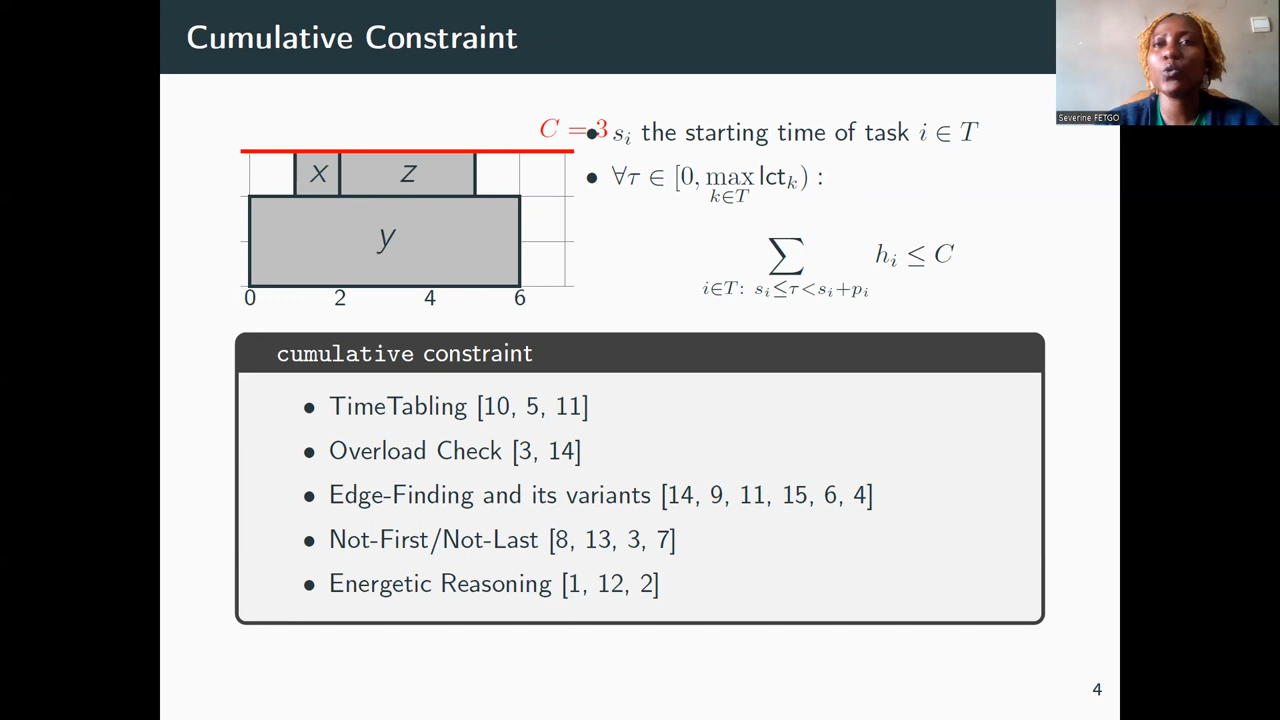 Cumulative Constraint
Severine FETGO
C = 3
x
z
y
0 2 4 6
• s_i the starting time of task i ∈ T
• ∀τ ∈ [0, max_{k∈T} lct_k) :
∑_{i∈T: s_i≤τ<s_i+p_i} h_i ≤ C
cumulative constraint
• TimeTabling [10, 5, 11]
• Overload Check [3, 14]
• Edge-Finding and its variants [14, 9, 11, 15, 6, 4]
• Not-First/Not-Last [8, 13, 3, 7]
• Energetic Reasoning [1, 12, 2]
4